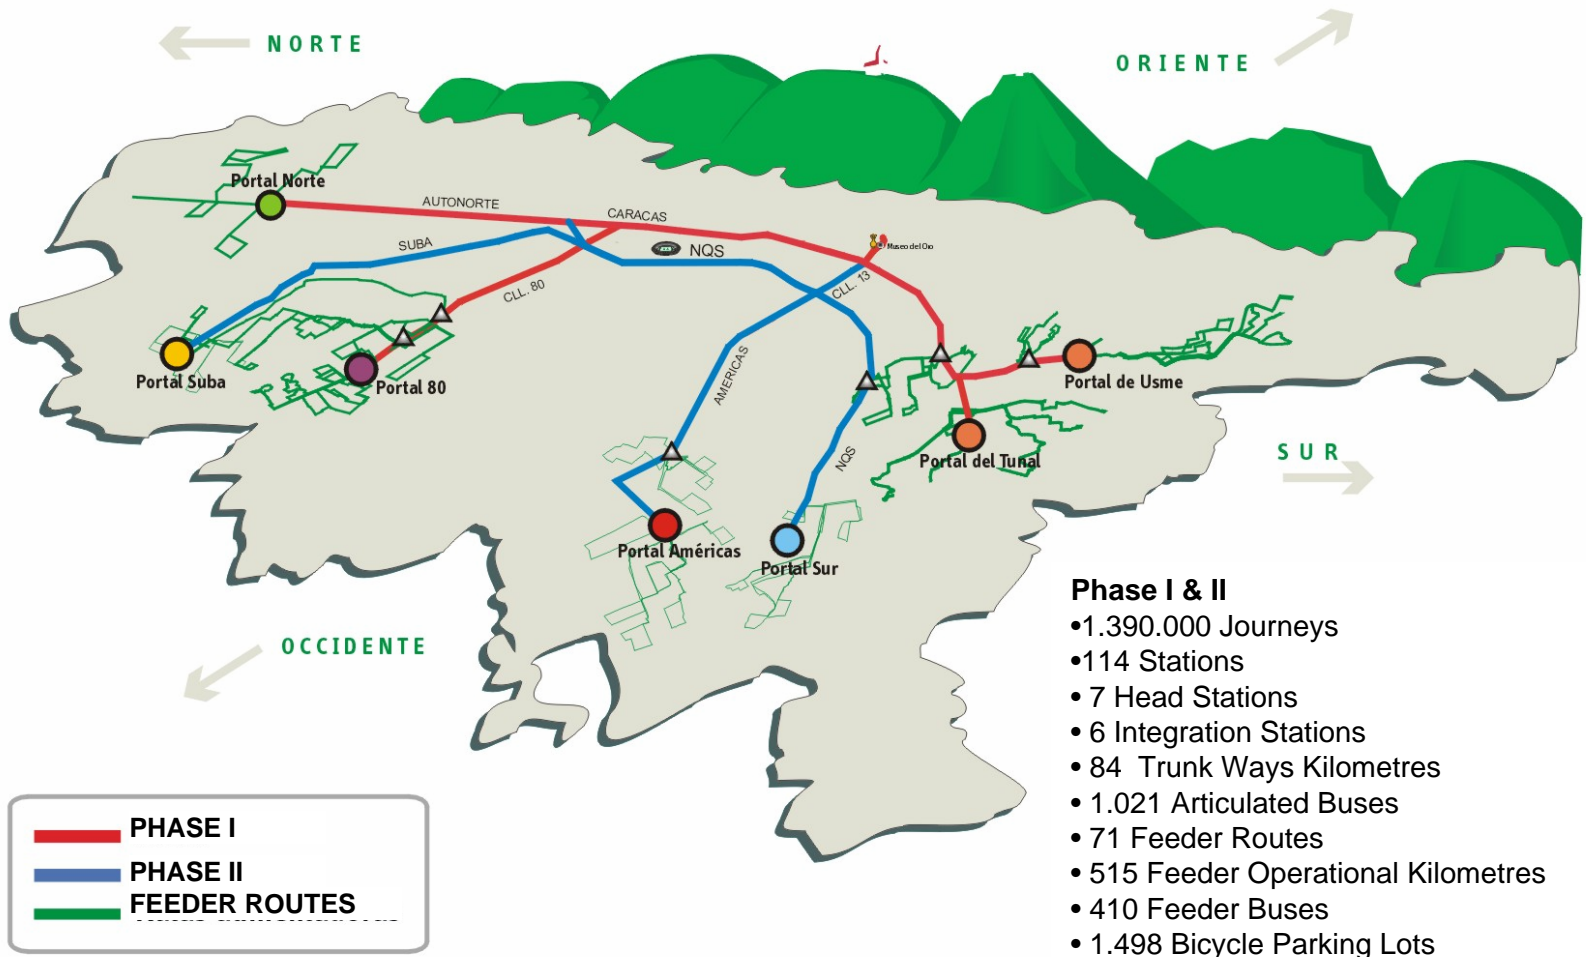 NORTE
ORIENTE
Portal Norte
AUTONORTE
CARACAS
SUBA
NQS
Museo del Oro
CLL. 80
CLL. 13
AMERICAS
Portal Suba
Portal 80
Portal de Usme
Portal del Tunal
NQS
SUR
Portal Américas
Portal Sur
OCCIDENTE
Phase I & II
•1.390.000 Journeys
•114 Stations
• 7 Head Stations
• 6 Integration Stations
• 84 Trunk Ways Kilometres
• 1.021 Articulated Buses
• 71 Feeder Routes
• 515 Feeder Operational Kilometres
• 410 Feeder Buses
• 1.498 Bicycle Parking Lots
PHASE I
PHASE II
FEEDER ROUTES